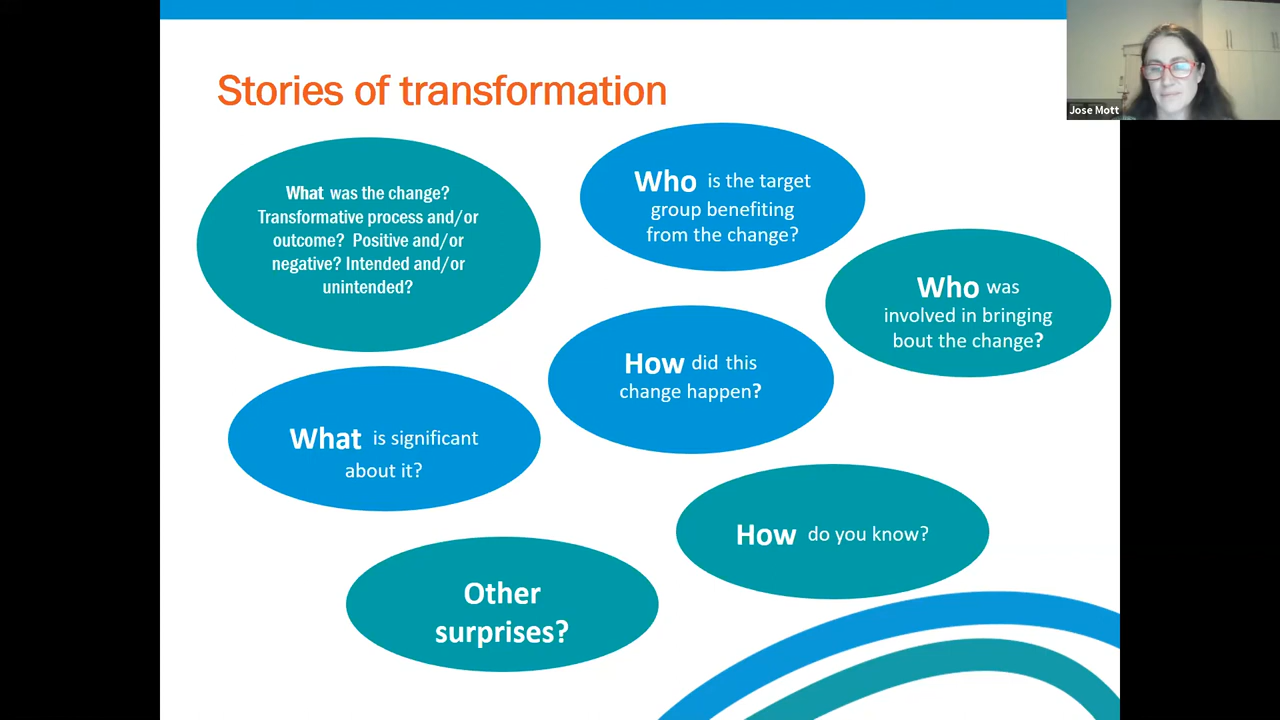 Stories of transformation
Jose Mott
What was the change?
Transformative process and/or
outcome? Positive and/or
negative? Intended and/or
unintended?
Who is the target
group benefiting
from the change?
Who was
involved in bringing
bout the change?
How did this
change happen?
What is significant
about it?
How do you know?
Other
surprises?